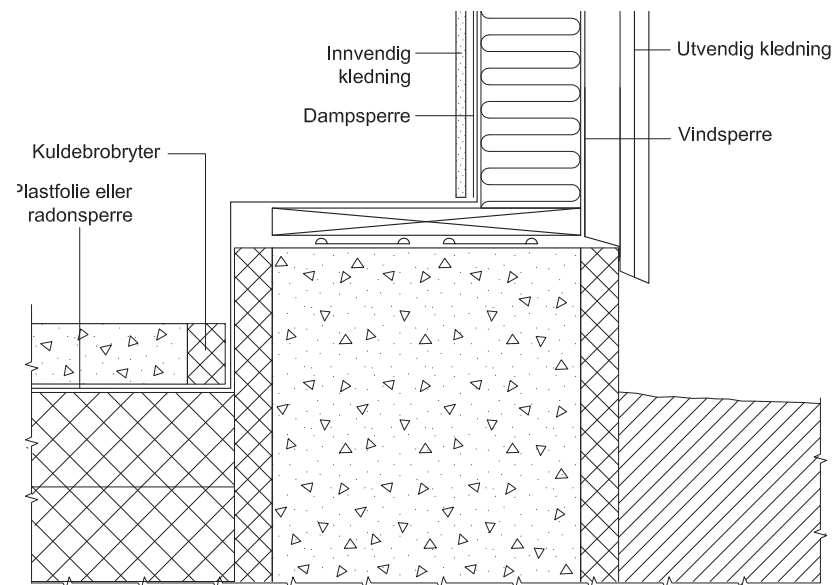 Innvendig
kledning
Utvendig kledning
Dampsperre
Vindsperre
Kuldebrobryter
Plastfolie eller
radonsperre